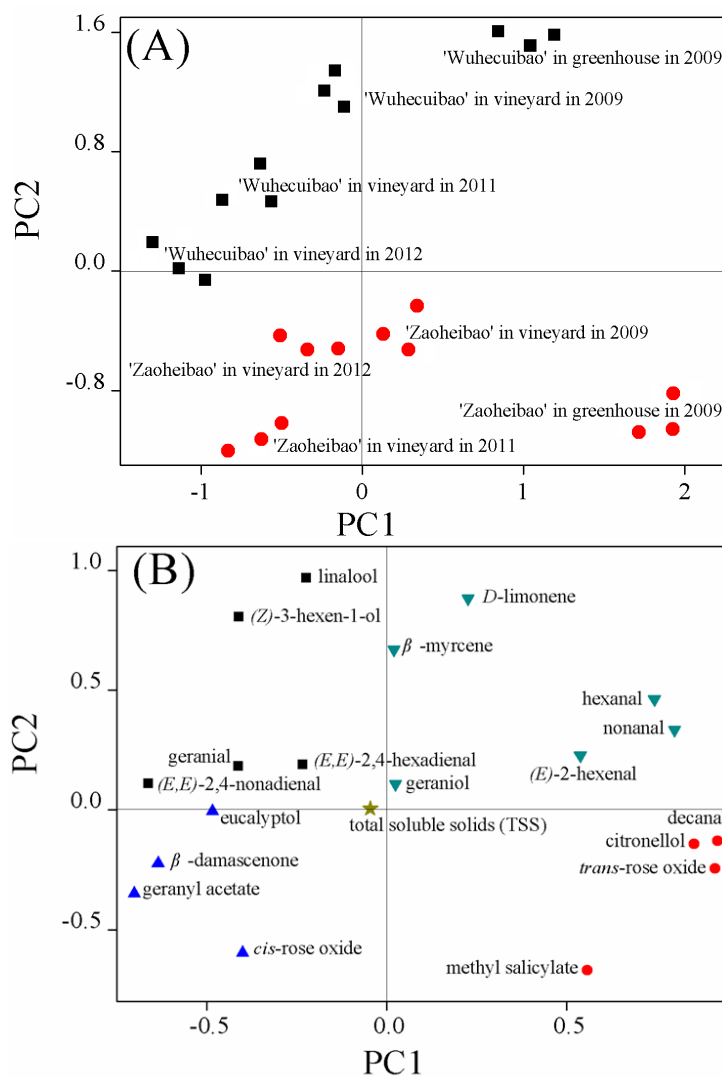 (A)
1.6
'Wuhecuibao' in greenhouse in 2009
'Wuhecuibao' in vineyard in 2009
0.8
'Wuhecuibao' in vineyard in 2011
PC2
'Wuhecuibao' in vineyard in 2012
0.0
'Zaoheibao' in vineyard in 2009
'Zaoheibao' in vineyard in 2012
-0.8
'Zaoheibao' in greenhouse in 2009
'Zaoheibao' in vineyard in 2011
-1 0 1 2
PC1
(B)
1.0
linalool
D-limonene
(Z)-3-hexen-1-ol
β -myrcene
0.5
hexanal
PC2
nonanal
geranial
(E,E)-2,4-hexadienal
(E)-2-hexenal
(E,E)-2,4-nonadienal
geraniol
0.0
eucalyptol
total soluble solids (TSS)
decana
citronellol
β -damascenone
trans-rose oxide
geranyl acetate
-0.5
cis-rose oxide
methyl salicylate
-0.5 0.0 0.5
PC1